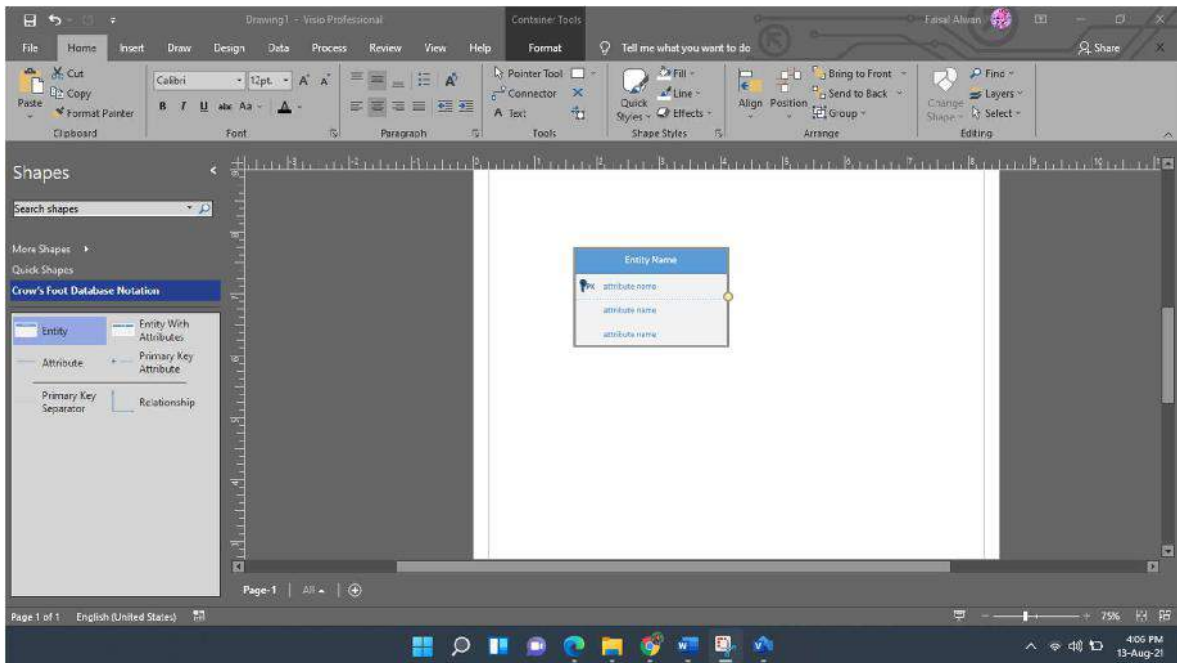 Drawing1 - Visio Professional
Container Tools
Faisal Alwan
File Home Insert Draw Design Data Process Review View Help Format Tell me what you want to do Share
Paste
Cut
Copy
Format Painter
Clipboard
Calibri 12pt. A A
B I U abc Aa A
Font
Paragraph
Pointer Tool
Connector
A Text
Tools
Quick Styles
Fill
Line
Effects
Shape Styles
Align
Position
Bring to Front
Send to Back
Group
Arrange
Change Shape
Find
Layers
Select
Editing
Shapes
Search shapes
More Shapes
Quick Shapes
Crow's Foot Database Notation
Entity
Entity With
Attributes
Attribute
Primary Key
Attribute
Primary Key
Separator
Relationship
Entity Name
PK attribute name
attribute name
attribute name
Page-1 All
Page 1 of 1 English (United States)
75%
4:06 PM
13-Aug-21